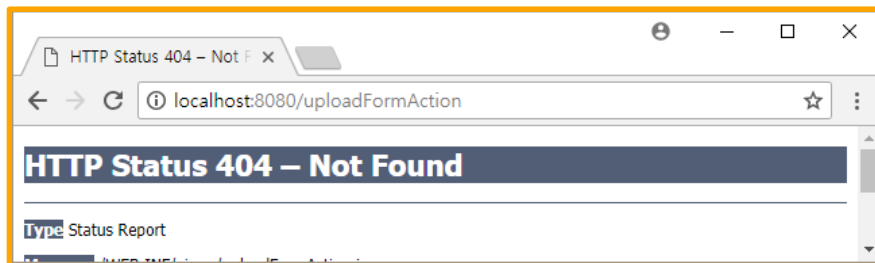 HTTP Status 404 – Not F
localhost:8080/uploadFormAction
HTTP Status 404 – Not Found
Type Status Report